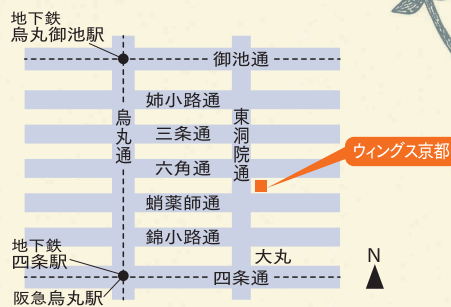 地下鉄
烏丸御池駅
御池通
姉小路通
烏丸通
三条通
東洞院通
六角通
ウィングス京都
蛸薬師通
錦小路通
地下鉄
四条駅
大丸
N
四条通
阪急烏丸駅